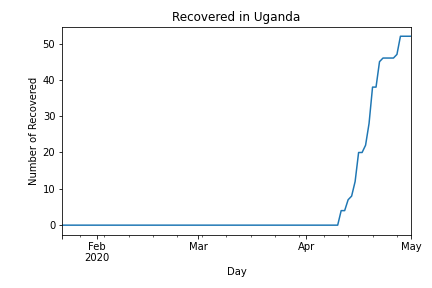 Recovered in Uganda
50
40
30
20
10
0
Number of Recovered
Feb
2020
Mar
Apr
May
Day